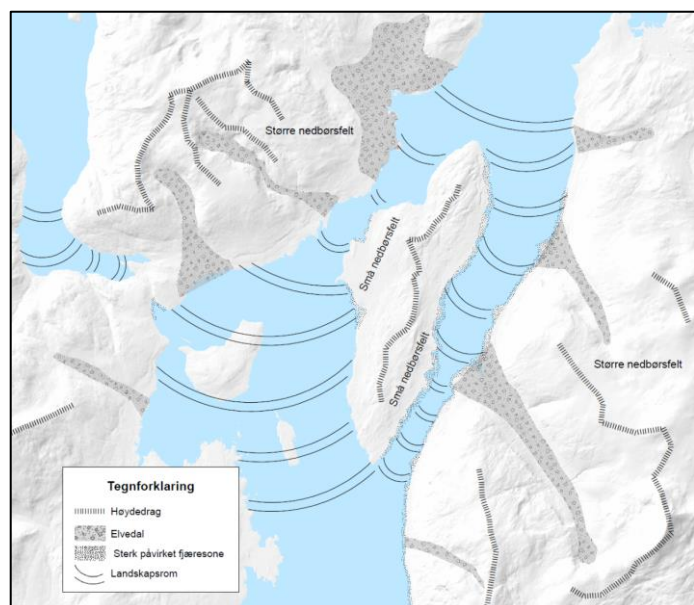 Større nedbørsfelt
Små nedbørsfelt
Små nedbørsfelt
Større nedbørsfelt
Tegnforklaring
Høydedrag
Elvedal
Sterk påvirket fjæresone
Landskapsrom